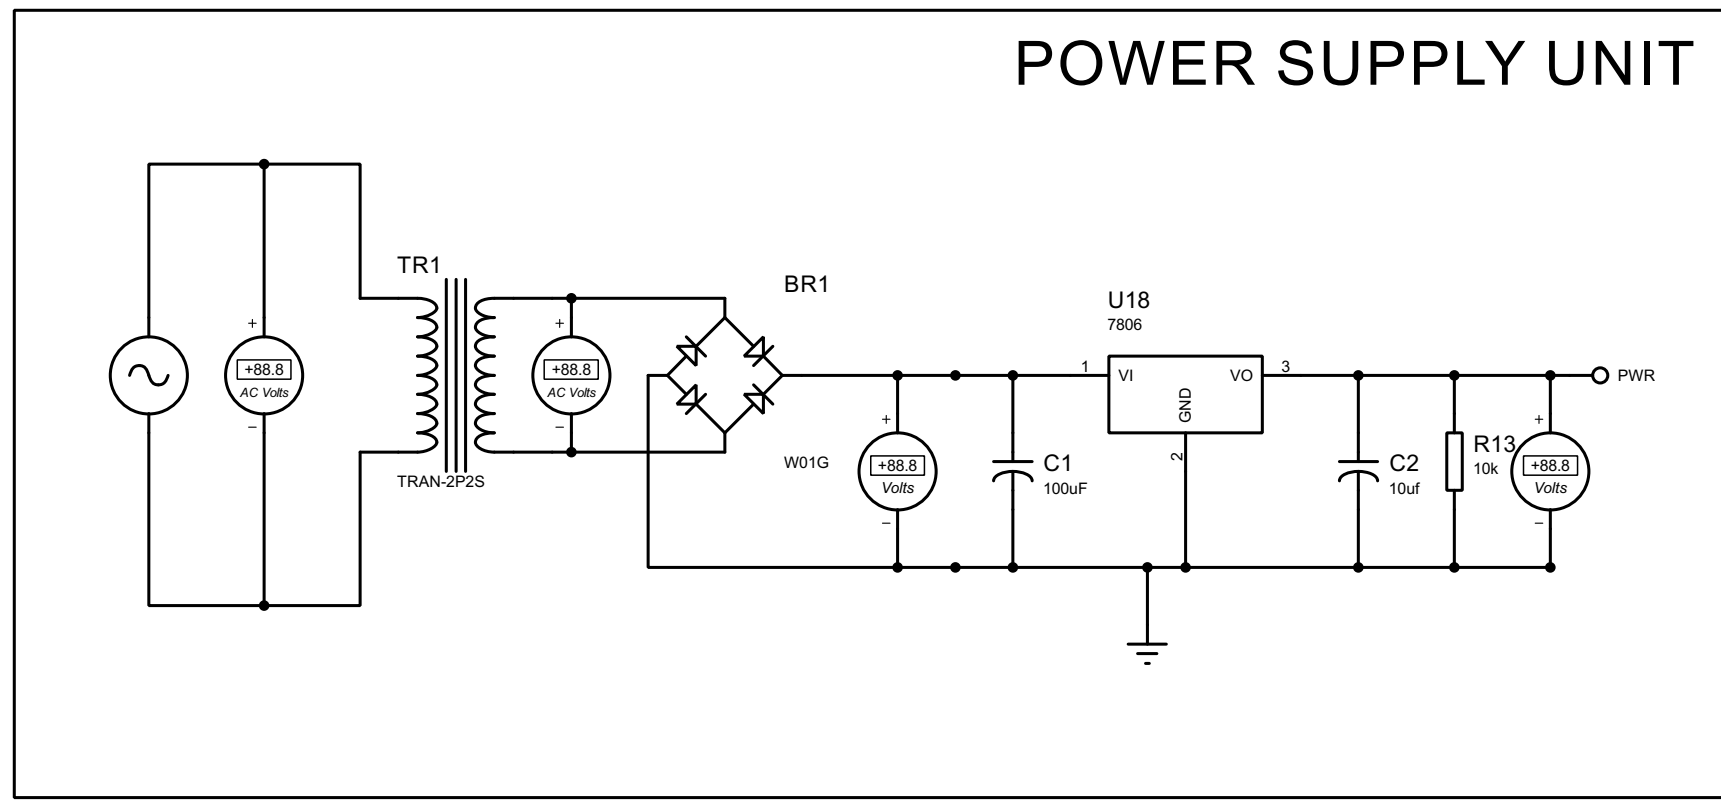 POWER SUPPLY UNIT
TR1
TRAN-2P2S
+
+88.8
AC Volts
−
+
+88.8
AC Volts
−
BR1
W01G
+
+88.8
Volts
−
C1
100uF
U18
7806
1
VI
VO
3
GND
2
C2
10uf
R13
10k
+
+88.8
Volts
−
PWR